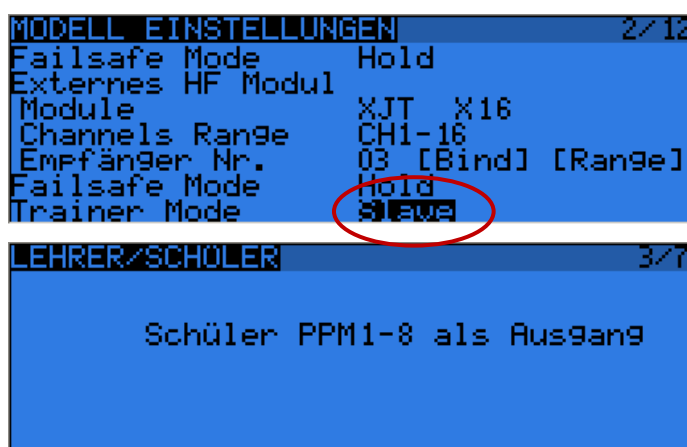 MODELL EINSTELLUNGEN 2/12
Failsafe Mode Hold
Externes HF Modul
Module XJT X16
Channels Range CH1-16
Empfänger Nr. 03 [Bind] [Range]
Failsafe Mode Hold
Trainer Mode Slave
LEHRER/SCHÜLER 3/7
Schüler PPM1-8 als Ausgang